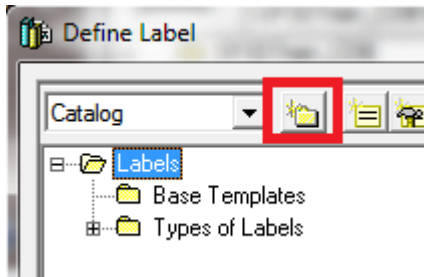 Define Label
Catalog
Labels
Base Templates
Types of Labels